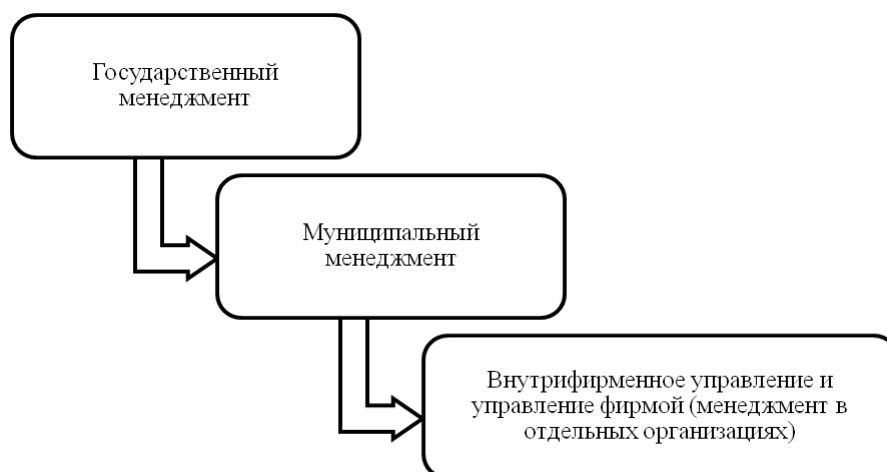 Государственный
менеджмент
Муниципальный
менеджмент
Внутрифирменное управление и
управление фирмой (менеджмент в
отдельных организациях)